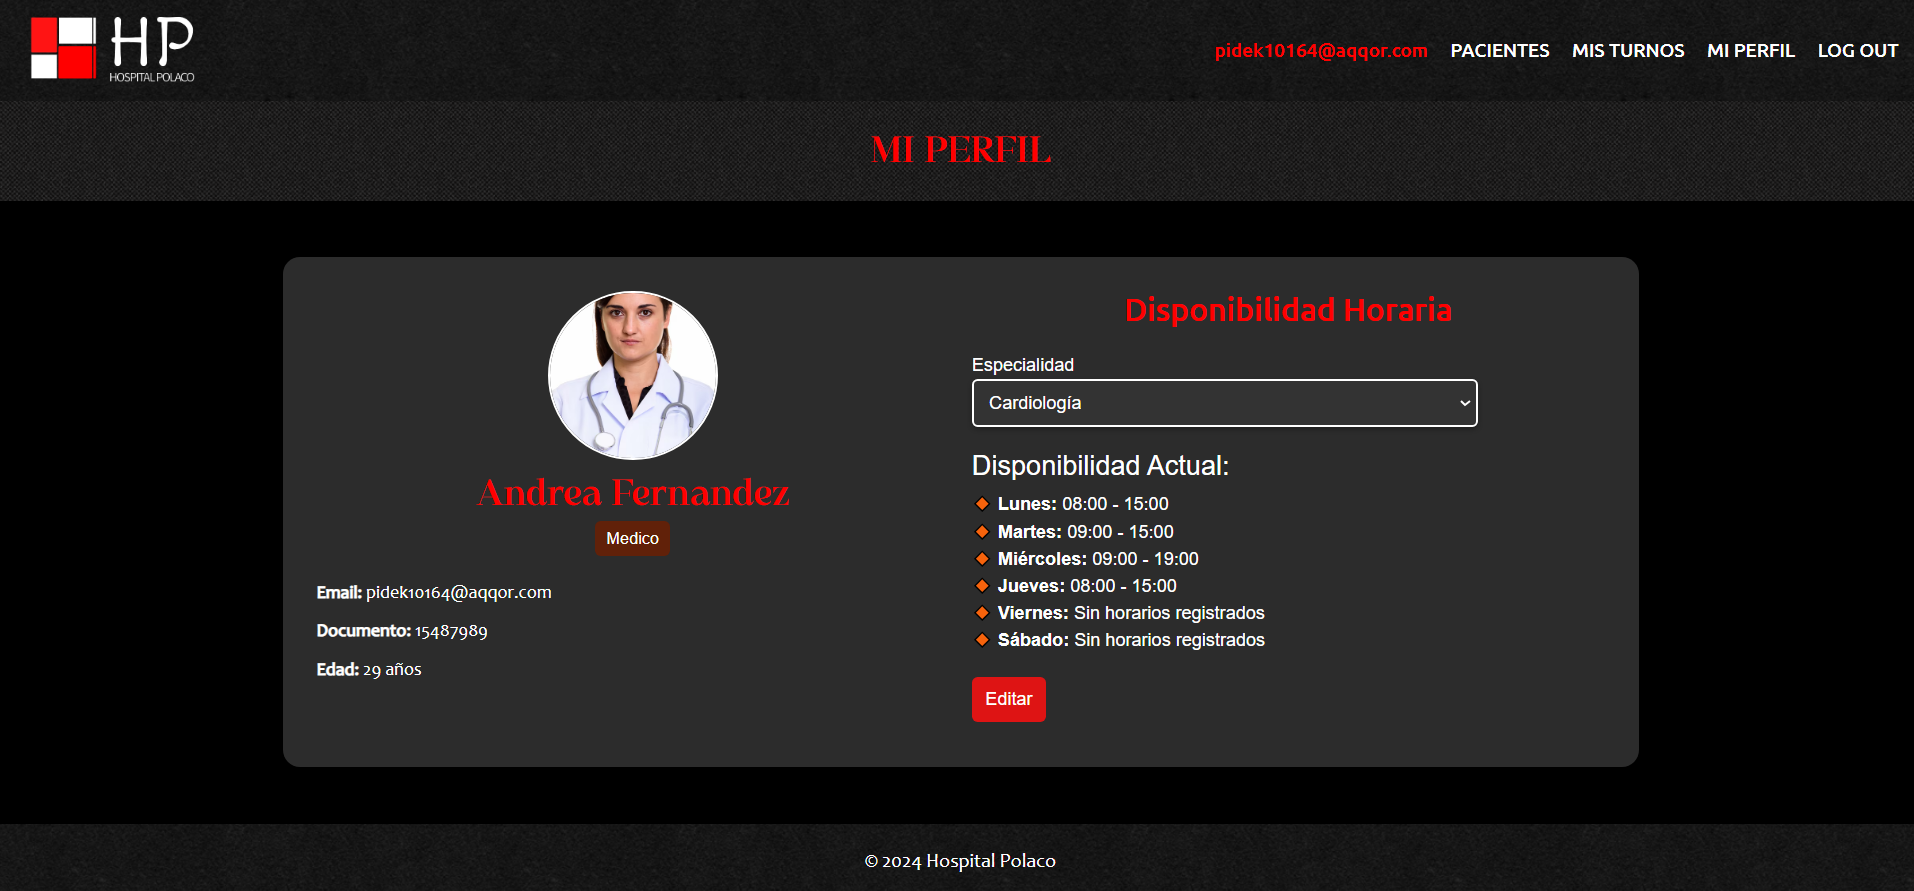 HP
HOSPITAL POLACO
pidek10164@aqqor.com PACIENTES MIS TURNOS MI PERFIL LOG OUT
MI PERFIL
Andrea Fernandez
Medico
Email: pidek10164@aqqor.com
Documento: 15487989
Edad: 29 años
Disponibilidad Horaria
Especialidad
Cardiología
Disponibilidad Actual:
Lunes: 08:00 - 15:00
Martes: 09:00 - 15:00
Miércoles: 09:00 - 19:00
Jueves: 08:00 - 15:00
Viernes: Sin horarios registrados
Sábado: Sin horarios registrados
Editar
© 2024 Hospital Polaco